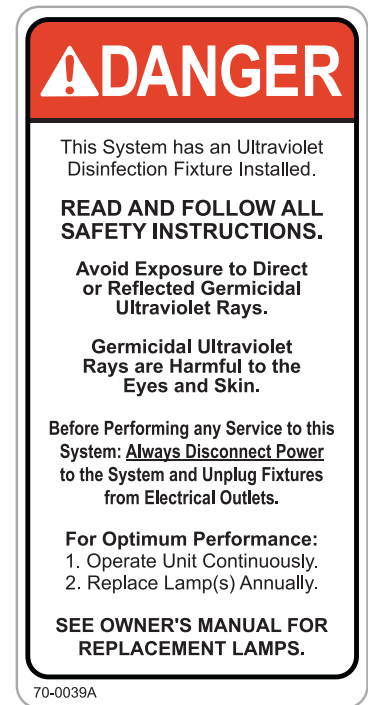 DANGER
This System has an Ultraviolet
Disinfection Fixture Installed.
READ AND FOLLOW ALL
SAFETY INSTRUCTIONS.
Avoid Exposure to Direct
or Reflected Germicidal
Ultraviolet Rays.
Germicidal Ultraviolet
Rays are Harmful to the
Eyes and Skin.
Before Performing any Service to this
System: Always Disconnect Power
to the System and Unplug Fixtures
from Electrical Outlets.
For Optimum Performance:
1. Operate Unit Continuously.
2. Replace Lamp(s) Annually.
SEE OWNER'S MANUAL FOR
REPLACEMENT LAMPS.
70-0039A